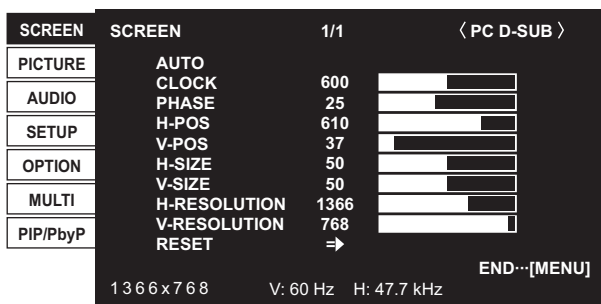 SCREEN
PICTURE
AUDIO
SETUP
OPTION
MULTI
PIP/PbyP
SCREEN 1/1 〈 PC D-SUB 〉
AUTO
CLOCK 600
PHASE 25
H-POS 610
V-POS 37
H-SIZE 50
V-SIZE 50
H-RESOLUTION 1366
V-RESOLUTION 768
RESET ⇒
END···[MENU]
1366x768 V: 60 Hz H: 47.7 kHz